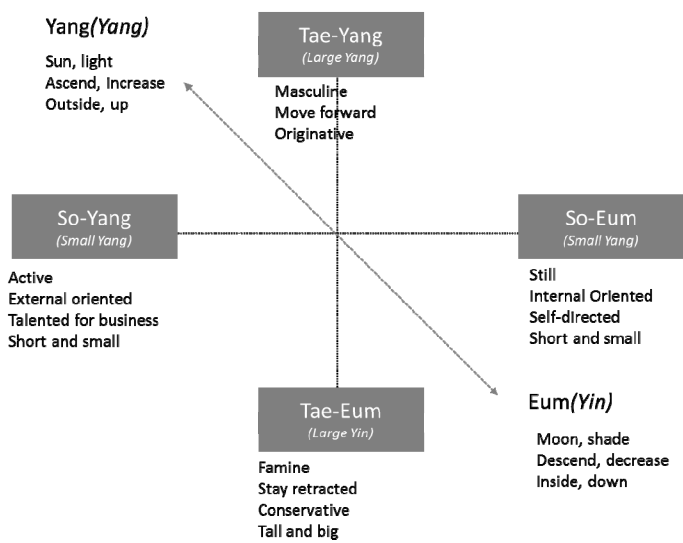 Yang(Yang)
Sun, light
Ascend, Increase
Outside, up
Tae-Yang
(Large Yang)
Masculine
Move forward
Originative
So-Yang
(Small Yang)
Active
External oriented
Talented for business
Short and small
So-Eum
(Small Yang)
Still
Internal Oriented
Self-directed
Short and small
Tae-Eum
(Large Yin)
Famine
Stay retracted
Conservative
Tall and big
Eum(Yin)
Moon, shade
Descend, decrease
Inside, down